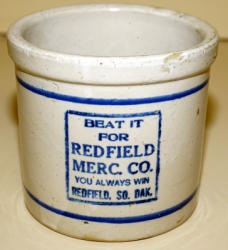 BEAT IT
FOR
REDFIELD
MERC. CO.
YOU ALWAYS WIN
REDFIELD, SO. DAK.